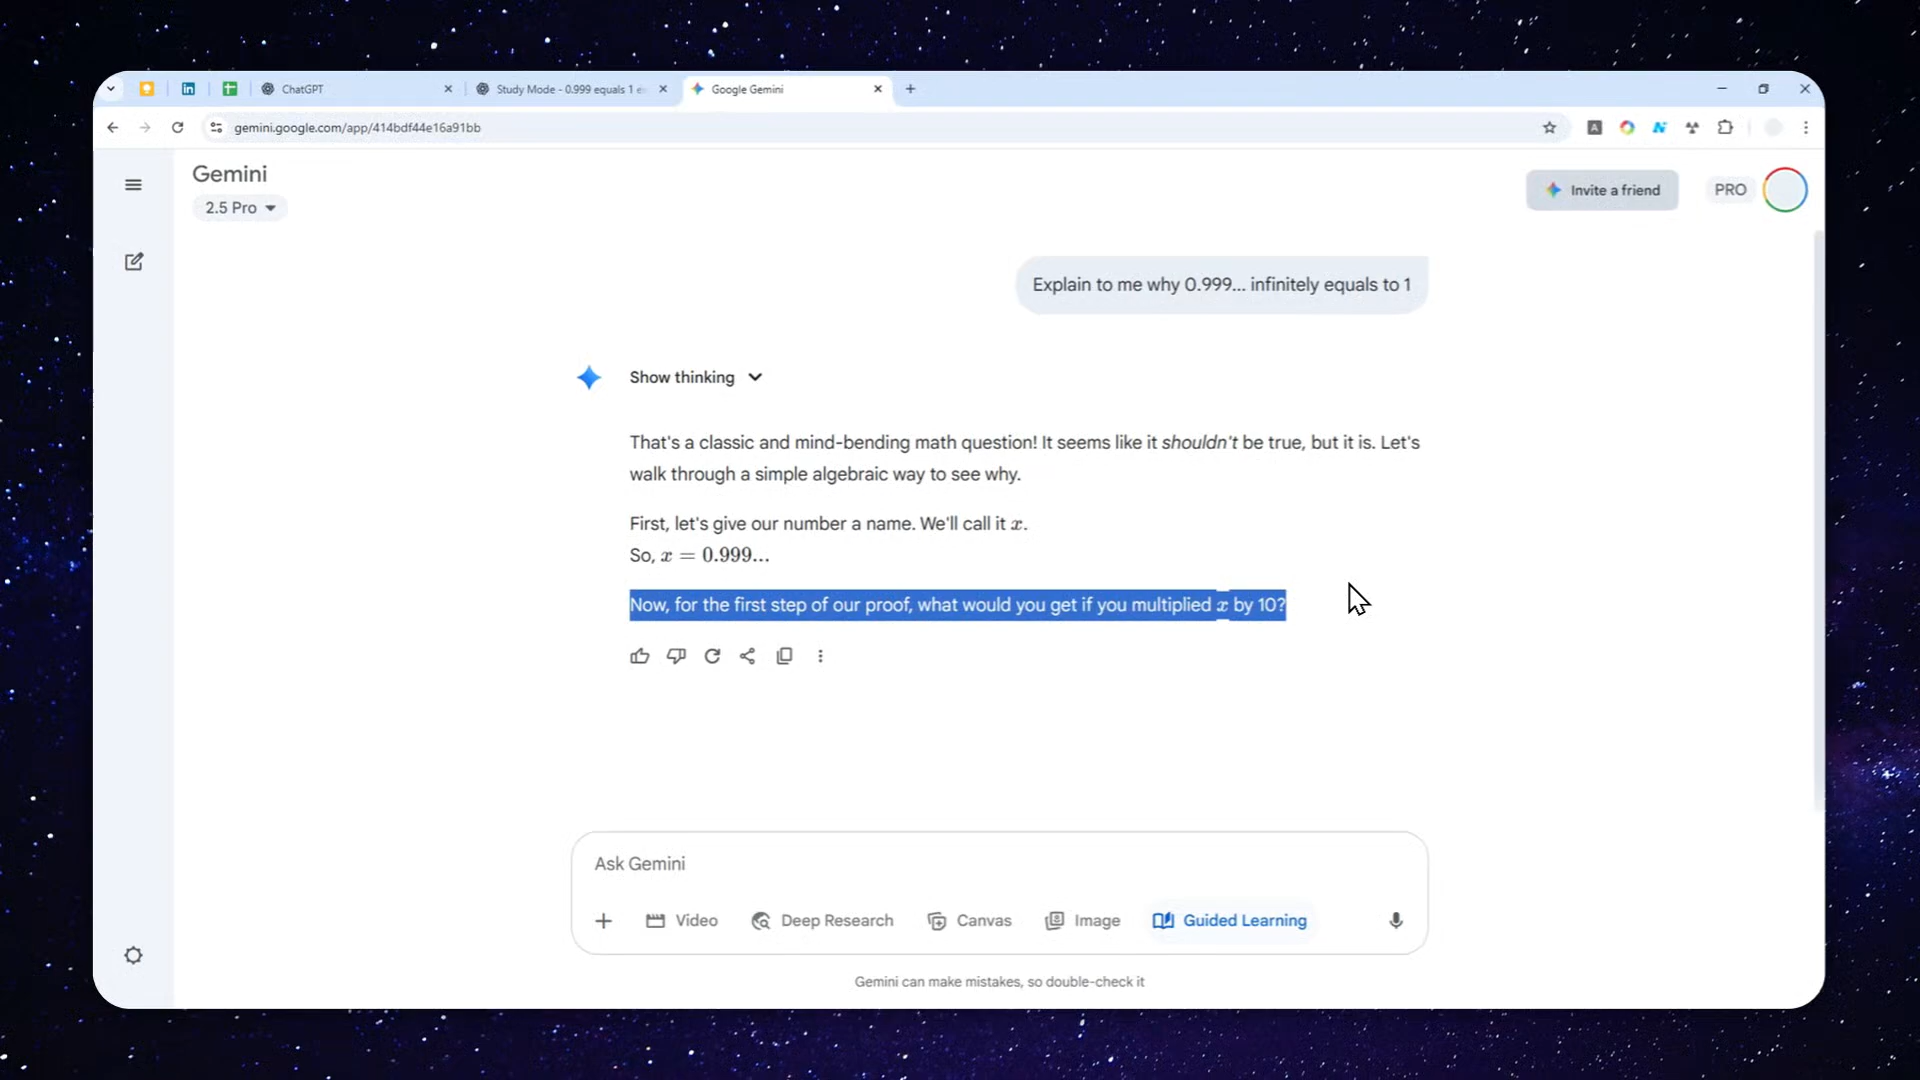 ChatGPT
Study Mode - 0.999 equals 1 e
Google Gemini
gemini.google.com/app/414bdf44e16a91bb
Gemini
2.5 Pro
Invite a friend
PRO
Explain to me why 0.999... infinitely equals to 1
Show thinking
That's a classic and mind-bending math question! It seems like it shouldn't be true, but it is. Let's
walk through a simple algebraic way to see why.
First, let's give our number a name. We'll call it x.
So, x = 0.999...
Now, for the first step of our proof, what would you get if you multiplied x by 10?
Ask Gemini
Video
Deep Research
Canvas
Image
Guided Learning
Gemini can make mistakes, so double-check it